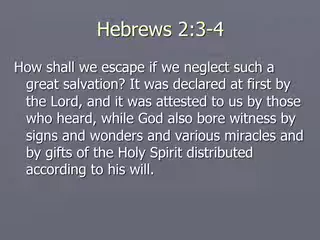 Hebrews 2:3-4
How shall we escape if we neglect such a
great salvation? It was declared at first by
the Lord, and it was attested to us by those
who heard, while God also bore witness by
signs and wonders and various miracles and
by gifts of the Holy Spirit distributed
according to his will.